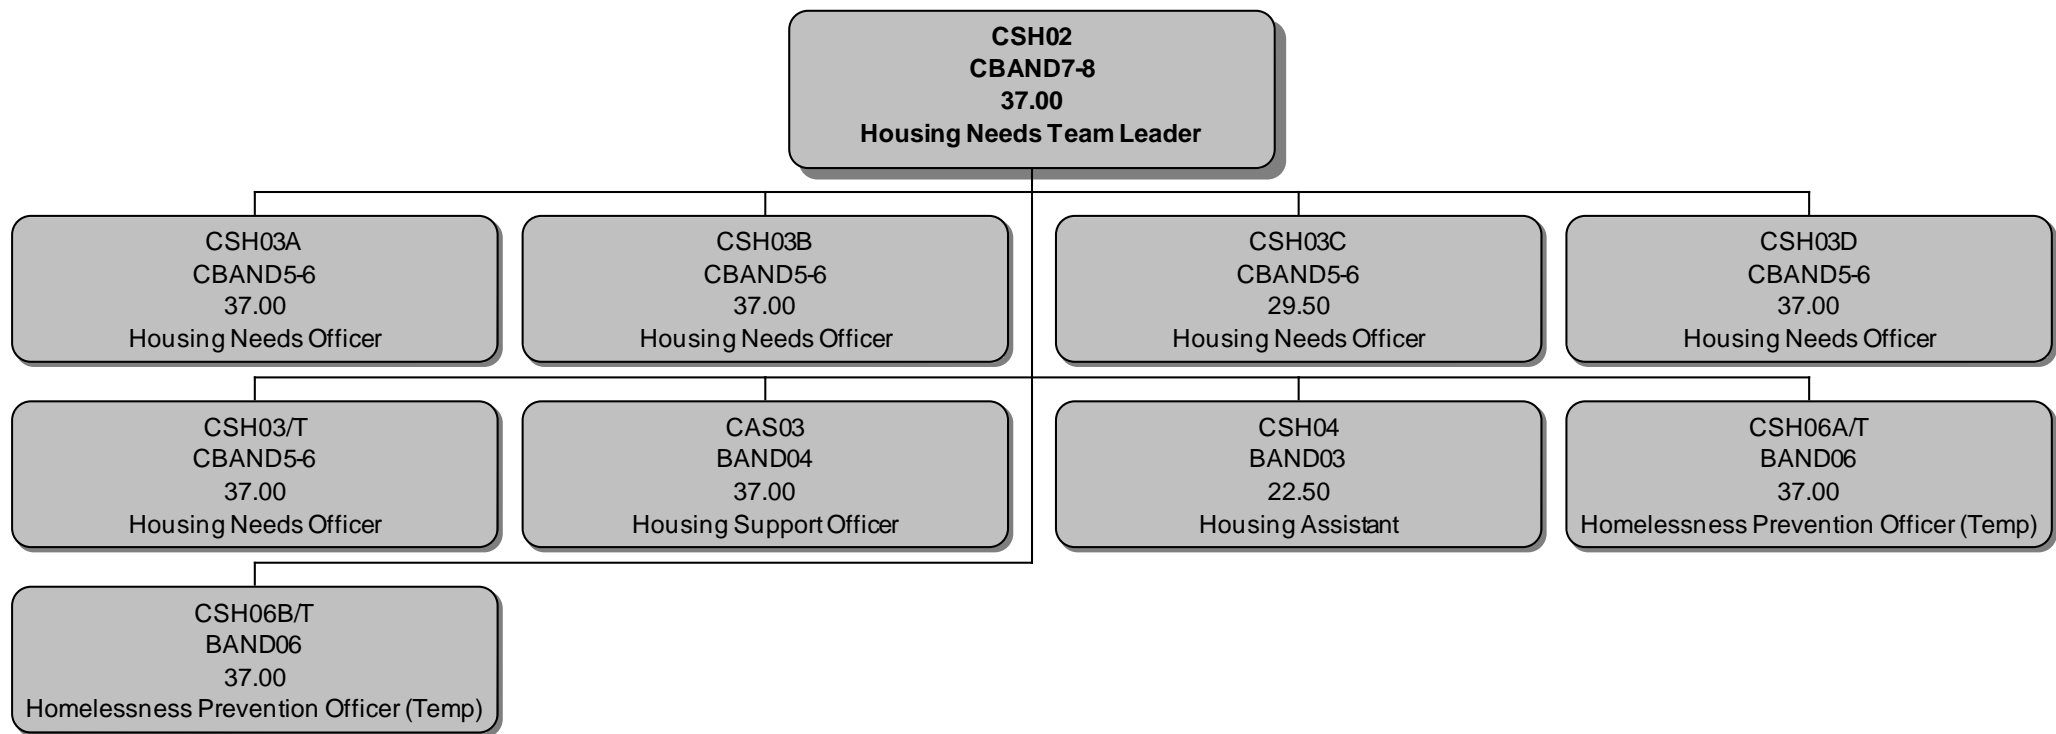 CSH02
CBAND7-8
37.00
Housing Needs Team Leader
CSH03A
CBAND5-6
37.00
Housing Needs Officer
CSH03B
CBAND5-6
37.00
Housing Needs Officer
CSH03C
CBAND5-6
29.50
Housing Needs Officer
CSH03D
CBAND5-6
37.00
Housing Needs Officer
CSH03/T
CBAND5-6
37.00
Housing Needs Officer
CAS03
BAND04
37.00
Housing Support Officer
CSH04
BAND03
22.50
Housing Assistant
CSH06A/T
BAND06
37.00
Homelessness Prevention Officer (Temp)
CSH06B/T
BAND06
37.00
Homelessness Prevention Officer (Temp)